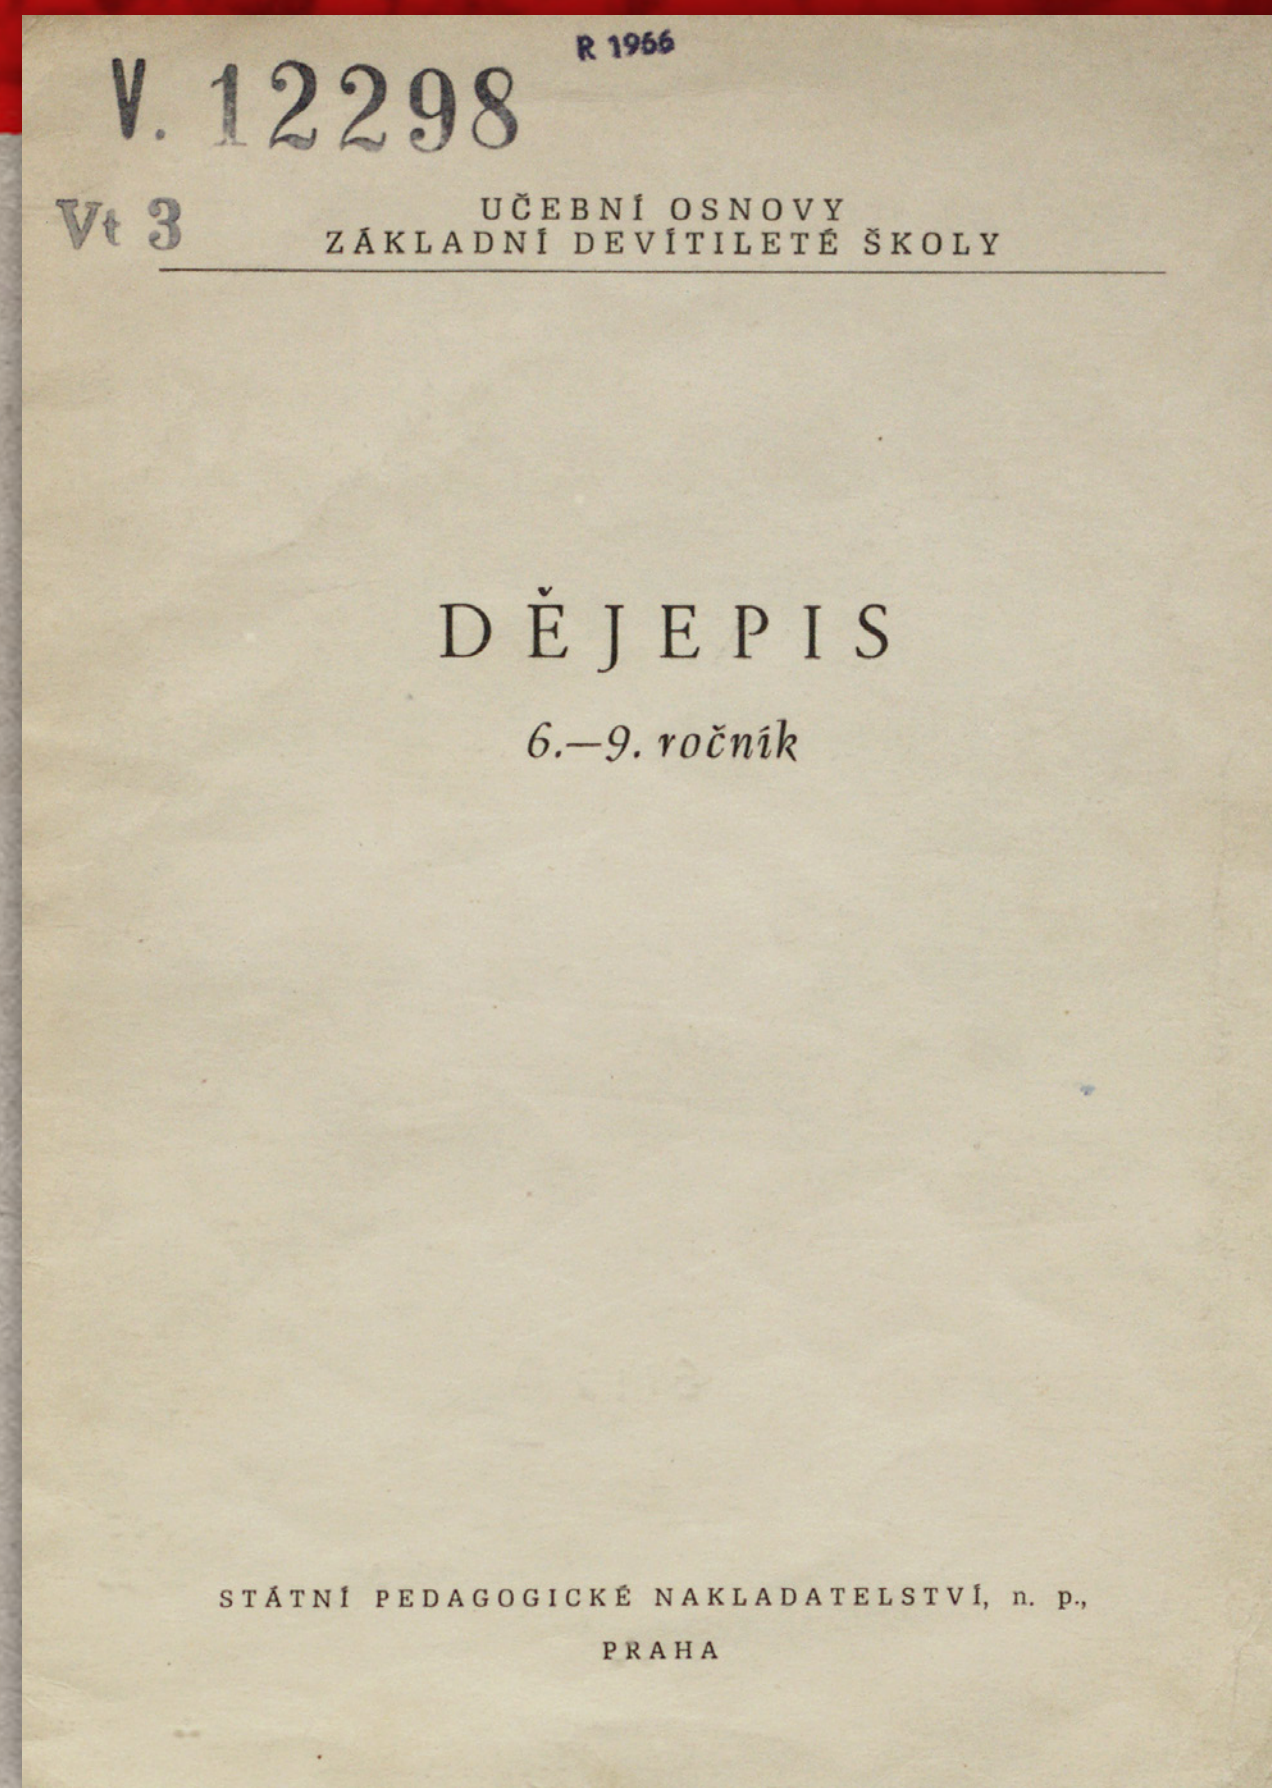 R 1966
V. 12298
Vt 3
UČEBNÍ OSNOVY
ZÁKLADNÍ DEVÍTILETÉ ŠKOLY
DĚJEPIS
6.—9. ročník
STÁTNÍ PEDAGOGICKÉ NAKLADATELSTVÍ, n. p.,
PRAHA